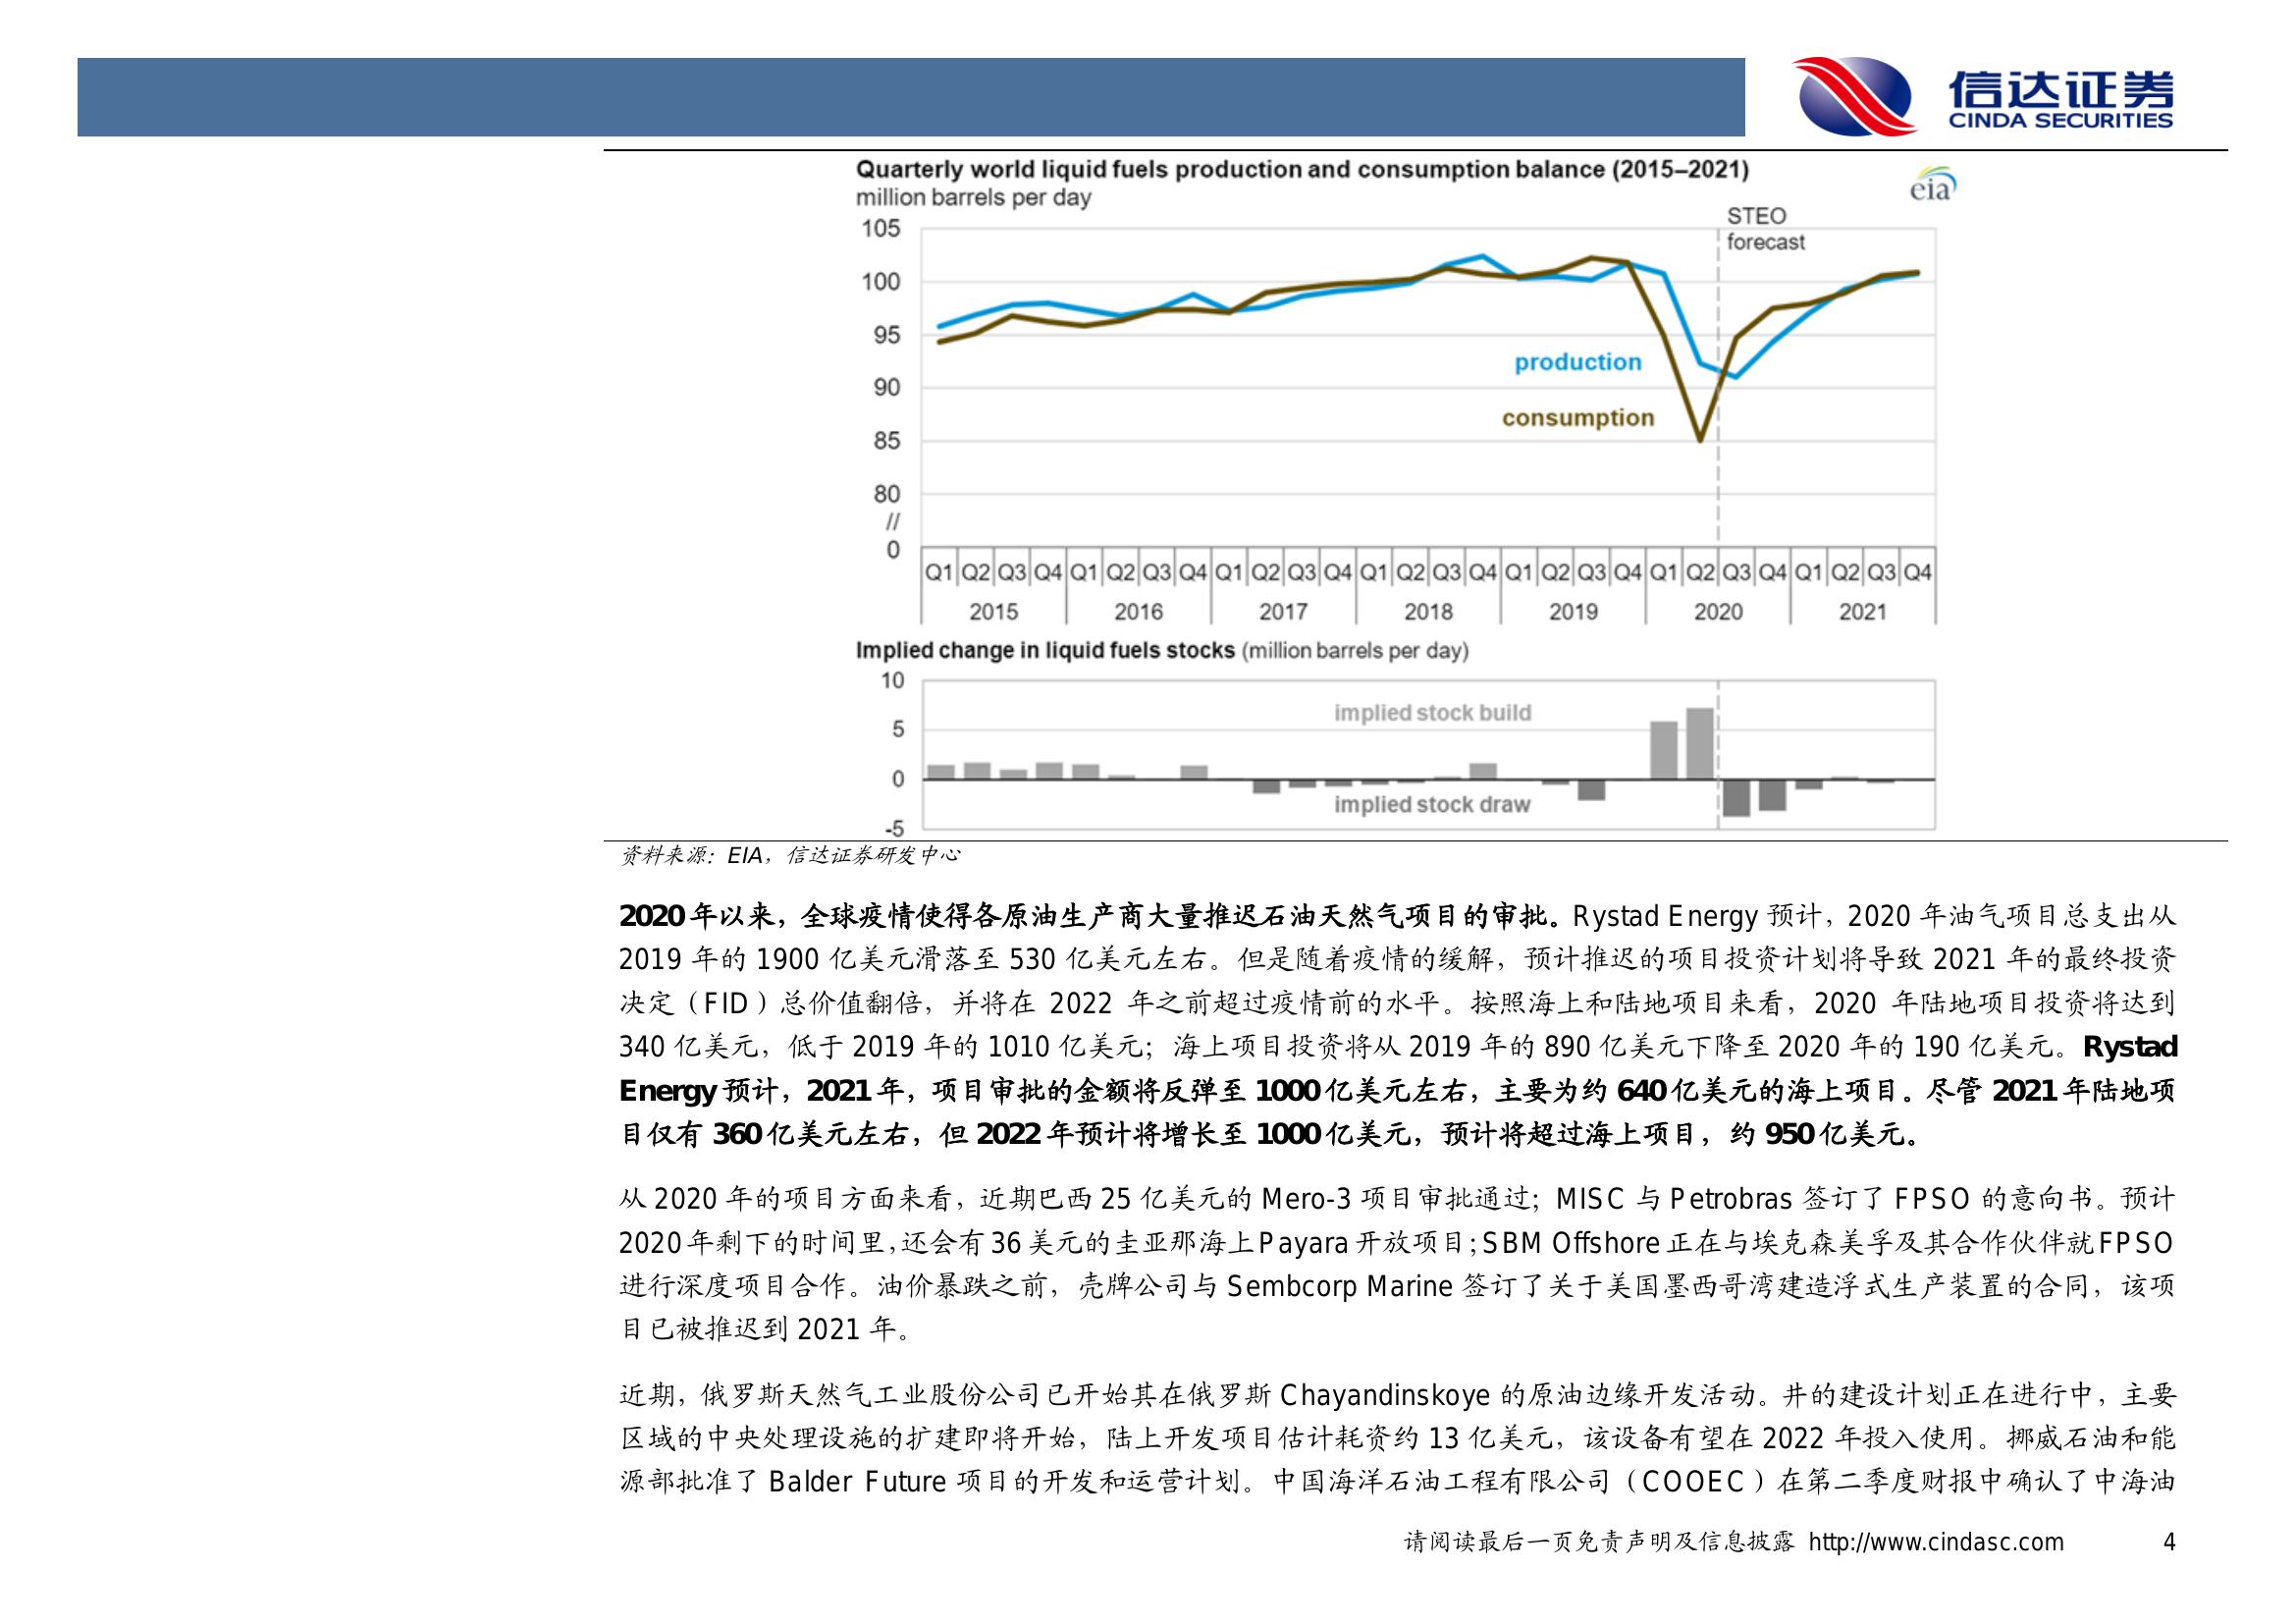 信达证券
CINDA SECURITIES
Quarterly world liquid fuels production and consumption balance (2015–2021)
million barrels per day
eia
STEO
forecast
105
100
95
90
85
80
//
0
production
consumption
Q1 Q2 Q3 Q4 Q1 Q2 Q3 Q4 Q1 Q2 Q3 Q4 Q1 Q2 Q3 Q4 Q1 Q2 Q3 Q4 Q1 Q2 Q3 Q4 Q1 Q2 Q3 Q4
2015 2016 2017 2018 2019 2020 2021
Implied change in liquid fuels stocks (million barrels per day)
10
5
0
-5
implied stock build
implied stock draw
资料来源：EIA，信达证券研发中心
2020年以来，全球疫情使得各原油生产商大量推迟石油天然气项目的审批。Rystad Energy 预计，2020 年油气项目总支出从
2019 年的 1900 亿美元滑落至 530 亿美元左右。但是随着疫情的缓解，预计推迟的项目投资计划将导致 2021 年的最终投资
决定（FID）总价值翻倍，并将在 2022 年之前超过疫情前的水平。按照海上和陆地项目来看，2020 年陆地项目投资将达到
340 亿美元，低于 2019 年的 1010 亿美元；海上项目投资将从 2019 年的 890 亿美元下降至 2020 年的 190 亿美元。Rystad
Energy 预计，2021 年，项目审批的金额将反弹至 1000 亿美元左右，主要为约 640 亿美元的海上项目。尽管 2021 年陆地项
目仅有 360 亿美元左右，但 2022 年预计将增长至 1000 亿美元，预计将超过海上项目，约 950 亿美元。
从 2020 年的项目方面来看，近期巴西 25 亿美元的 Mero-3 项目审批通过；MISC 与 Petrobras 签订了 FPSO 的意向书。预计
2020 年剩下的时间里，还会有 36 美元的圭亚那海上 Payara 开放项目；SBM Offshore 正在与埃克森美孚及其合作伙伴就 FPSO
进行深度项目合作。油价暴跌之前，壳牌公司与 Sembcorp Marine 签订了关于美国墨西哥湾建造浮式生产装置的合同，该项
目已被推迟到 2021 年。
近期，俄罗斯天然气工业股份公司已开始其在俄罗斯 Chayandinskoye 的原油边缘开发活动。井的建设计划正在进行中，主要
区域的中央处理设施的扩建即将开始，陆上开发项目估计耗资约 13 亿美元，该设备有望在 2022 年投入使用。挪威石油和能
源部批准了 Balder Future 项目的开发和运营计划。中国海洋石油工程有限公司（COOEC）在第二季度财报中确认了中海油
请阅读最后一页免责声明及信息披露 http://www.cindasc.com 4